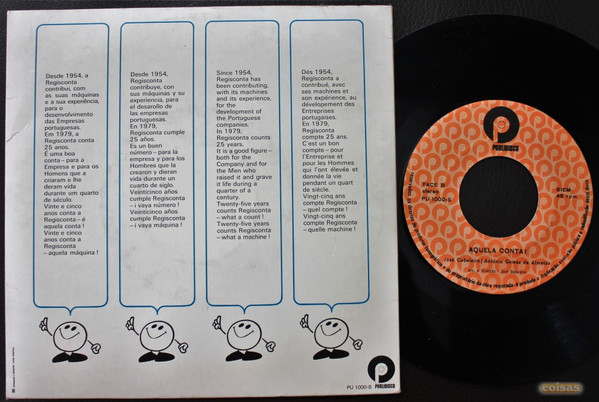 Desde 1954, a
Regisconta
contribui, com
as suas máquinas
e a sua experiência,
para o
desenvolvimento
das Empresas
portuguesas.
Em 1979, a
Regisconta conta
25 anos.
É uma boa
conta – para a
Empresa e para os
Homens que a
criaram e lhe
deram vida
durante um quarto
de século.
Vinte e cinco
anos conta a
Regisconta – é
aquela conta!
Vinte e cinco
anos conta a
Regisconta
– aquela máquina!
Desde 1954,
Regisconta
contribuye, con
sus máquinas y su
experiencia, para
el desarollo de
las empresas
portuguesas.
En 1979,
Regisconta cumple
25 años.
Es un buen
número – para la
empresa y para los
Hombres que la
crearon y dieran
vida durante un
cuarto de siglo.
Veinticinco años
cumple Regisconta
– i vaya número!
Veinticinco años
cumple Regisconta
– i vaya máquina!
Since 1954,
Regisconta has
been contributing,
with its machines
and its experience,
for the
development of
the Portuguese
companies.
In 1979,
Regisconta counts
25 years.
It is a good figure –
both for the
Company and for
the Men who
raised it and grave
it life during a
quarter of a
century.
Twenty-five years
counts Regisconta
– what a count!
Twenty-five years
counts Regisconta
– what a machine!
Dès 1954,
Regisconta a
contribué, avec
ses machines et
son expérience, au
dévelopement des
Entreprises
portugaises.
En 1979,
Regisconta
compte 25 ans.
C'est un bon
compte – pour
l'Entreprise et
pour les Hommes
qui l'ont élevée et
donnée la vie
pendant un quart
de siècle.
Vingt-cinq ans
compte Regisconta
– quel compte!
Vingt-cinq ans
compte Regisconta
– quelle machine!
PUBLIDISCO
PU 1000-S
PUBLIDISCO
FACE B
stereo
PU 1000-S
45 rpm
AQUELA CONTA!
José Cabeleira / António Gomes de Almeida
coisas